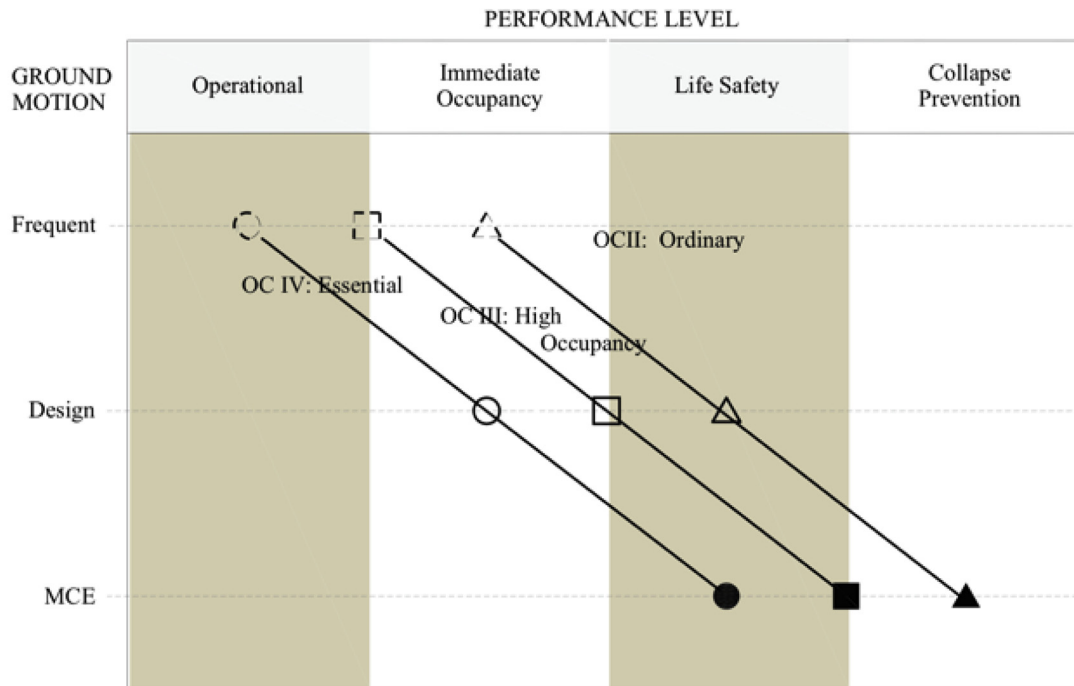 PERFORMANCE LEVEL
GROUND
MOTION
Operational
Immediate
Occupancy
Life Safety
Collapse
Prevention
Frequent
OCII:  Ordinary
OC IV: Essential
OC III: High
Occupancy
Design
MCE